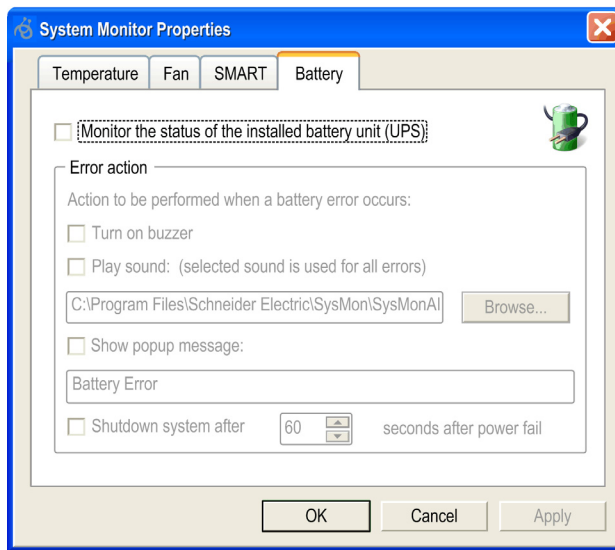 System Monitor Properties
Temperature Fan SMART Battery
Monitor the status of the installed battery unit (UPS)
Error action
Action to be performed when a battery error occurs:
Turn on buzzer
Play sound: (selected sound is used for all errors)
C:\Program Files\Schneider Electric\SysMon\SysMonAl Browse...
Show popup message:
Battery Error
Shutdown system after 60 seconds after power fail
OK Cancel Apply